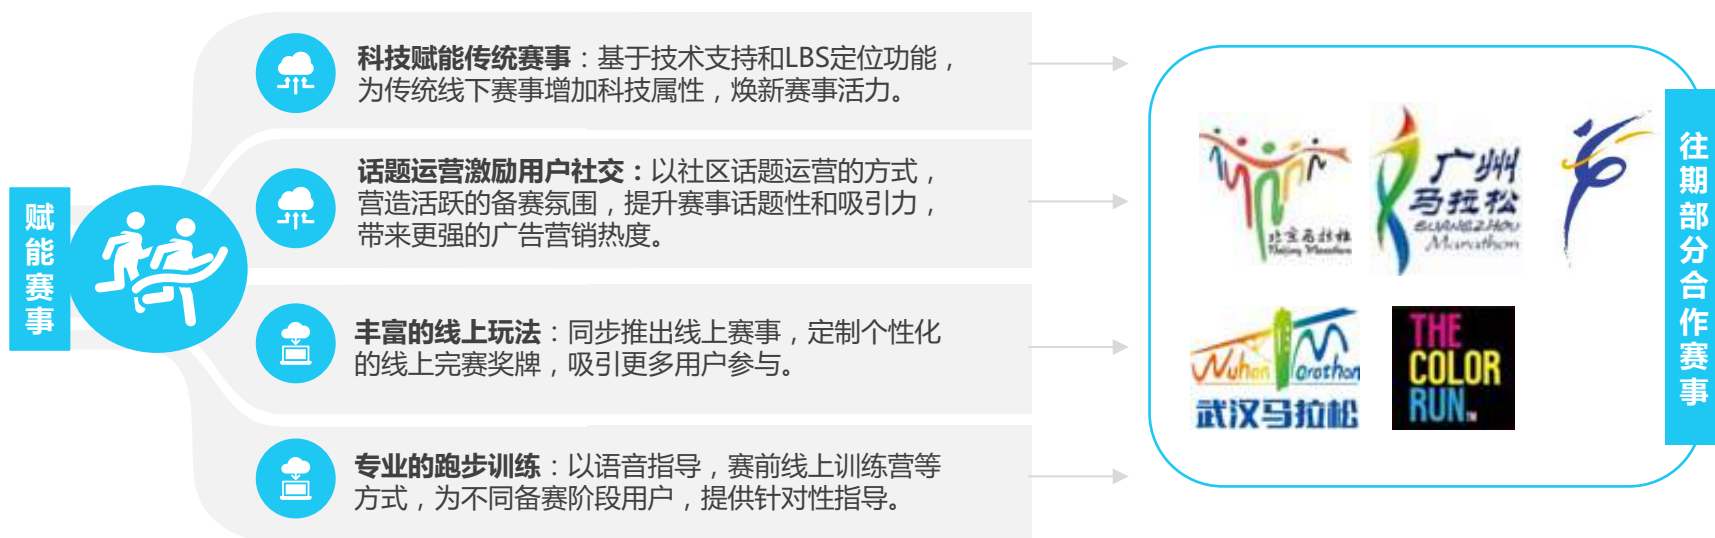 赋能赛事
科技赋能传统赛事：基于技术支持和LBS定位功能，
为传统线下赛事增加科技属性，焕新赛事活力。
话题运营激励用户社交：以社区话题运营的方式，
营造活跃的备赛氛围，提升赛事话题性和吸引力，
带来更强的广告营销热度。
丰富的线上玩法：同步推出线上赛事，定制个性化
的线上完赛奖牌，吸引更多用户参与。
专业的跑步训练：以语音指导，赛前线上训练营等
方式，为不同备赛阶段用户，提供针对性指导。
北京马拉松
Beijing Marathon
广州
马拉松
GUANGZHOU
Marathon
Wuhan Marathon
武汉马拉松
THE
COLOR
RUN
TM
往期部分合作赛事